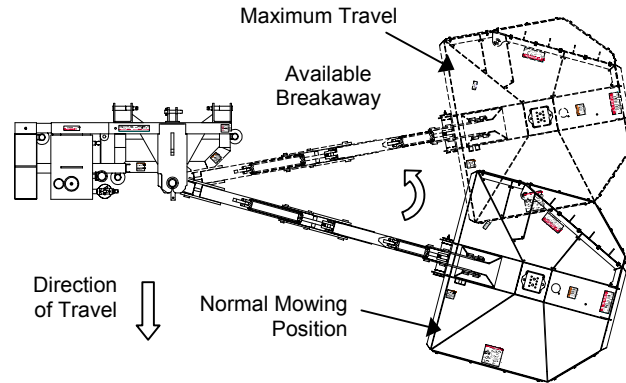 Maximum Travel
Available
Breakaway
Direction
of Travel
Normal Mowing
Position